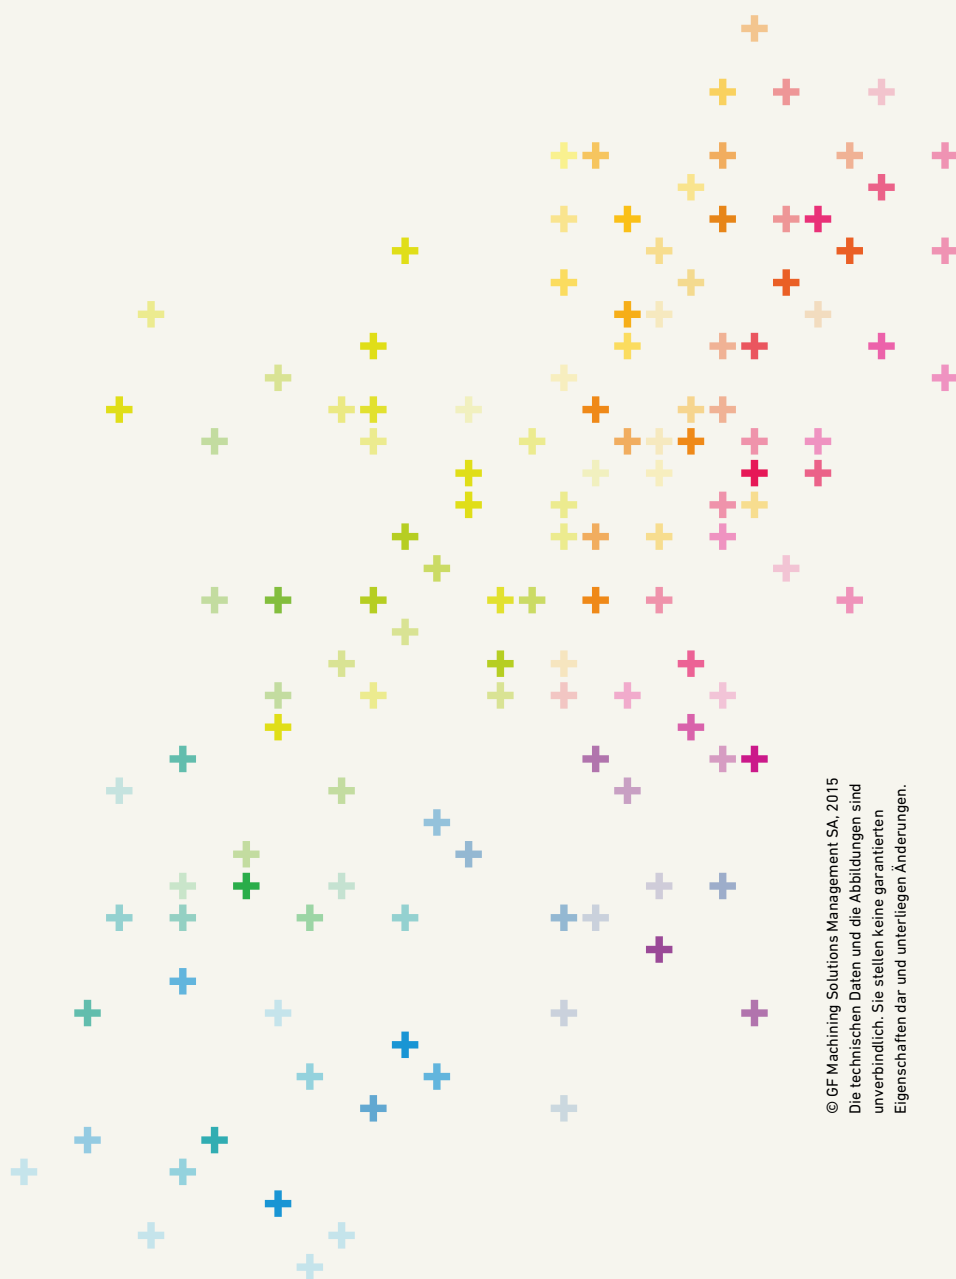 © GF Machining Solutions Management SA, 2015
Die technischen Daten und die Abbildungen sind
unverbindlich. Sie stellen keine garantierten
Eigenschaften dar und unterliegen Änderungen.